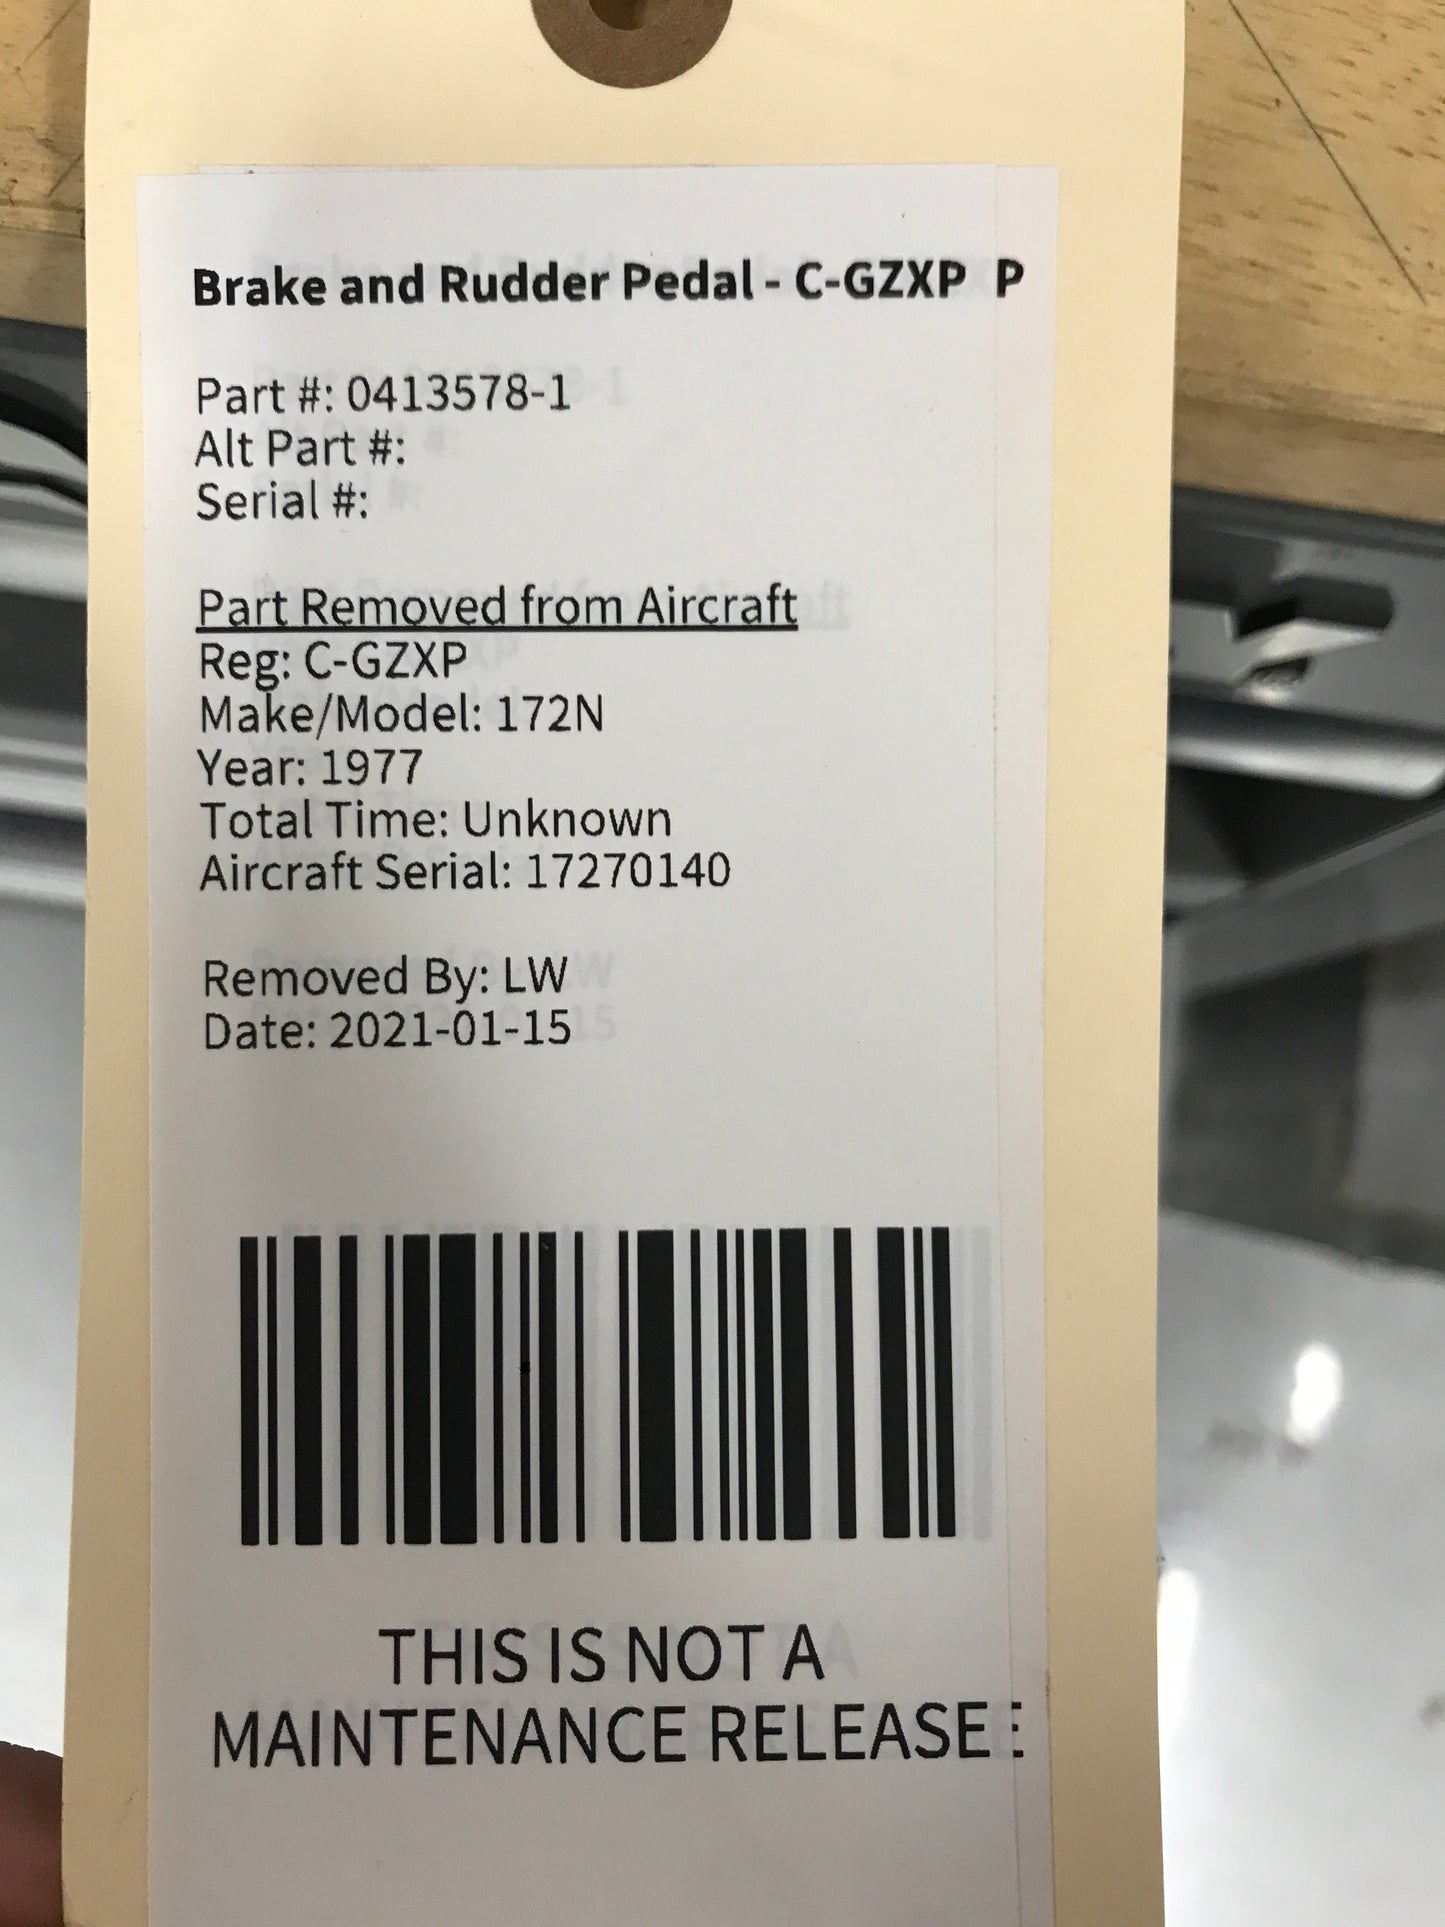 Brake and Rudder Pedal - C-GZXP P
Part #: 0413578-1
Alt Part #:
Serial #:
Part Removed from Aircraft
Reg: C-GZXP
Make/Model: 172N
Year: 1977
Total Time: Unknown
Aircraft Serial: 17270140
Removed By: LW
Date: 2021-01-15
THIS IS NOT A
MAINTENANCE RELEASE